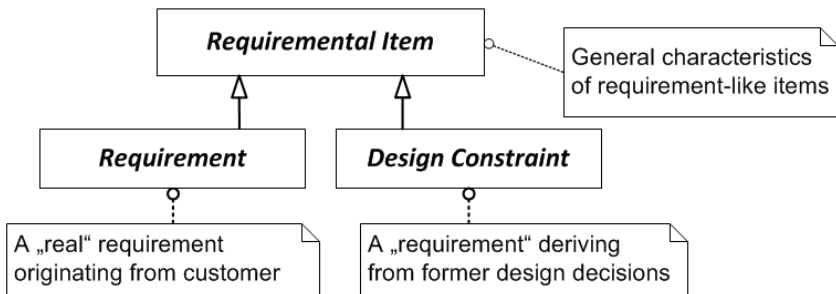 Requiremental Item
General characteristics
of requirement-like items
Requirement
Design Constraint
A „real“ requirement
originating from customer
A „requirement“ deriving
from former design decisions